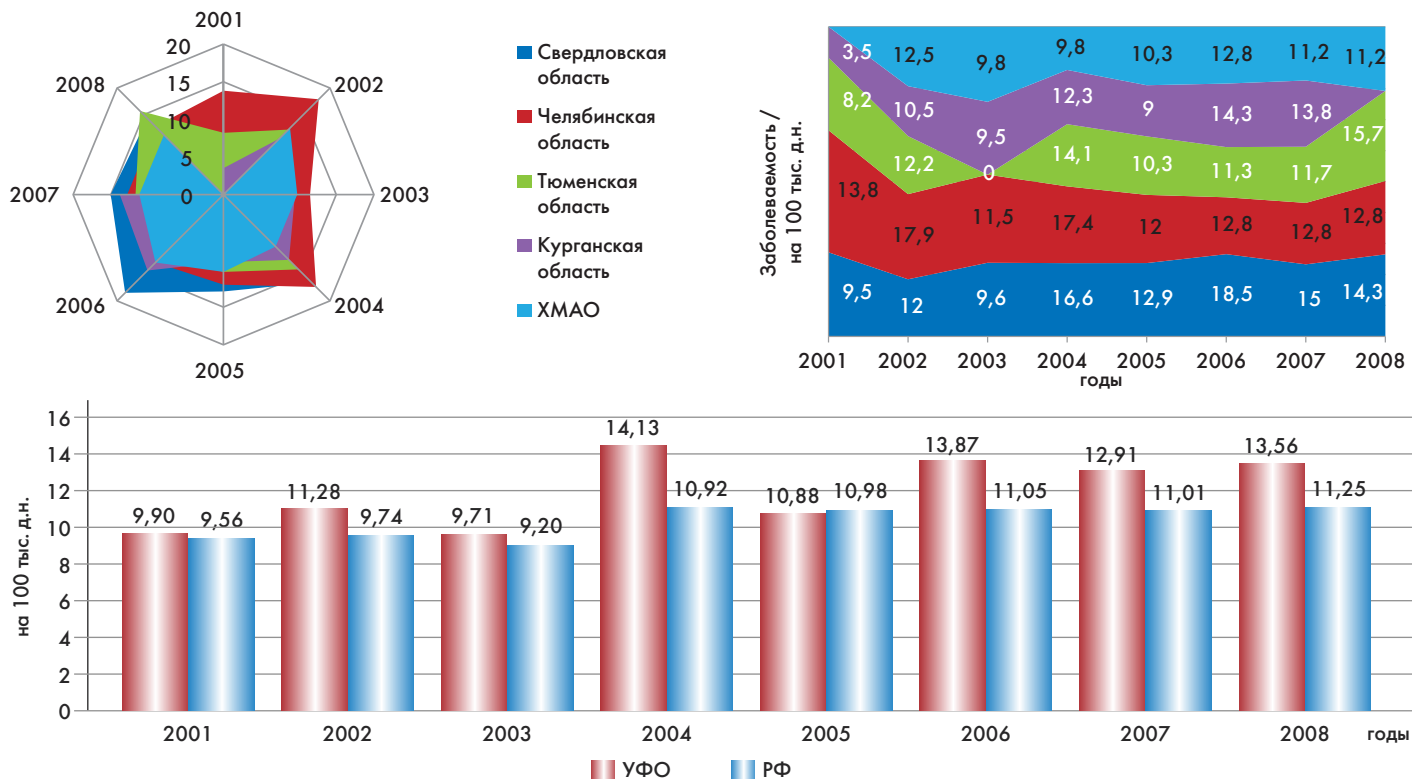 2001
20
15
10
5
0
2002
2003
2004
2005
2006
2007
2008
Свердловская
область
Челябинская
область
Тюменская
область
Курганская
область
ХМАО
Заболеваемость /
на 100 тыс. д.н.
3,5 12,5 9,8 9,8 10,3 12,8 11,2 11,2
8,2 10,5 9,5 12,3 9 14,3 13,8
12,2 0 14,1 10,3 11,3 11,7 15,7
13,8 17,9 11,5 17,4 12 12,8 12,8 12,8
9,5 12 9,6 16,6 12,9 18,5 15 14,3
2001 2002 2003 2004 2005 2006 2007 2008
годы
на 100 тыс. д.н.
16
14
12
10
8
6
4
2
0
9,90 9,56 11,28 9,74 9,71 9,20 14,13 10,92 10,88 10,98 13,87 11,05 12,91 11,01 13,56 11,25
2001 2002 2003 2004 2005 2006 2007 2008 годы
УФО РФ